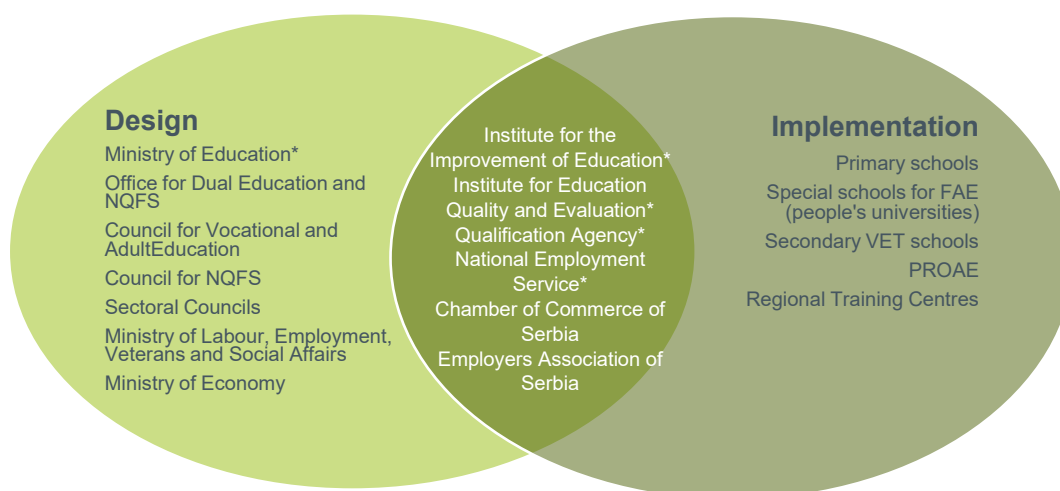 Design
Ministry of Education*
Office for Dual Education and
NQFS
Council for Vocational and
AdultEducation
Council for NQFS
Sectoral Councils
Ministry of Labour, Employment,
Veterans and Social Affairs
Ministry of Economy
Institute for the
Improvement of Education*
Institute for Education
Quality and Evaluation*
Qualification Agency*
National Employment
Service*
Chamber of Commerce of
Serbia
Employers Association of
Serbia
Implementation
Primary schools
Special schools for FAE
(people's universities)
Secondary VET schools
PROAE
Regional Training Centres